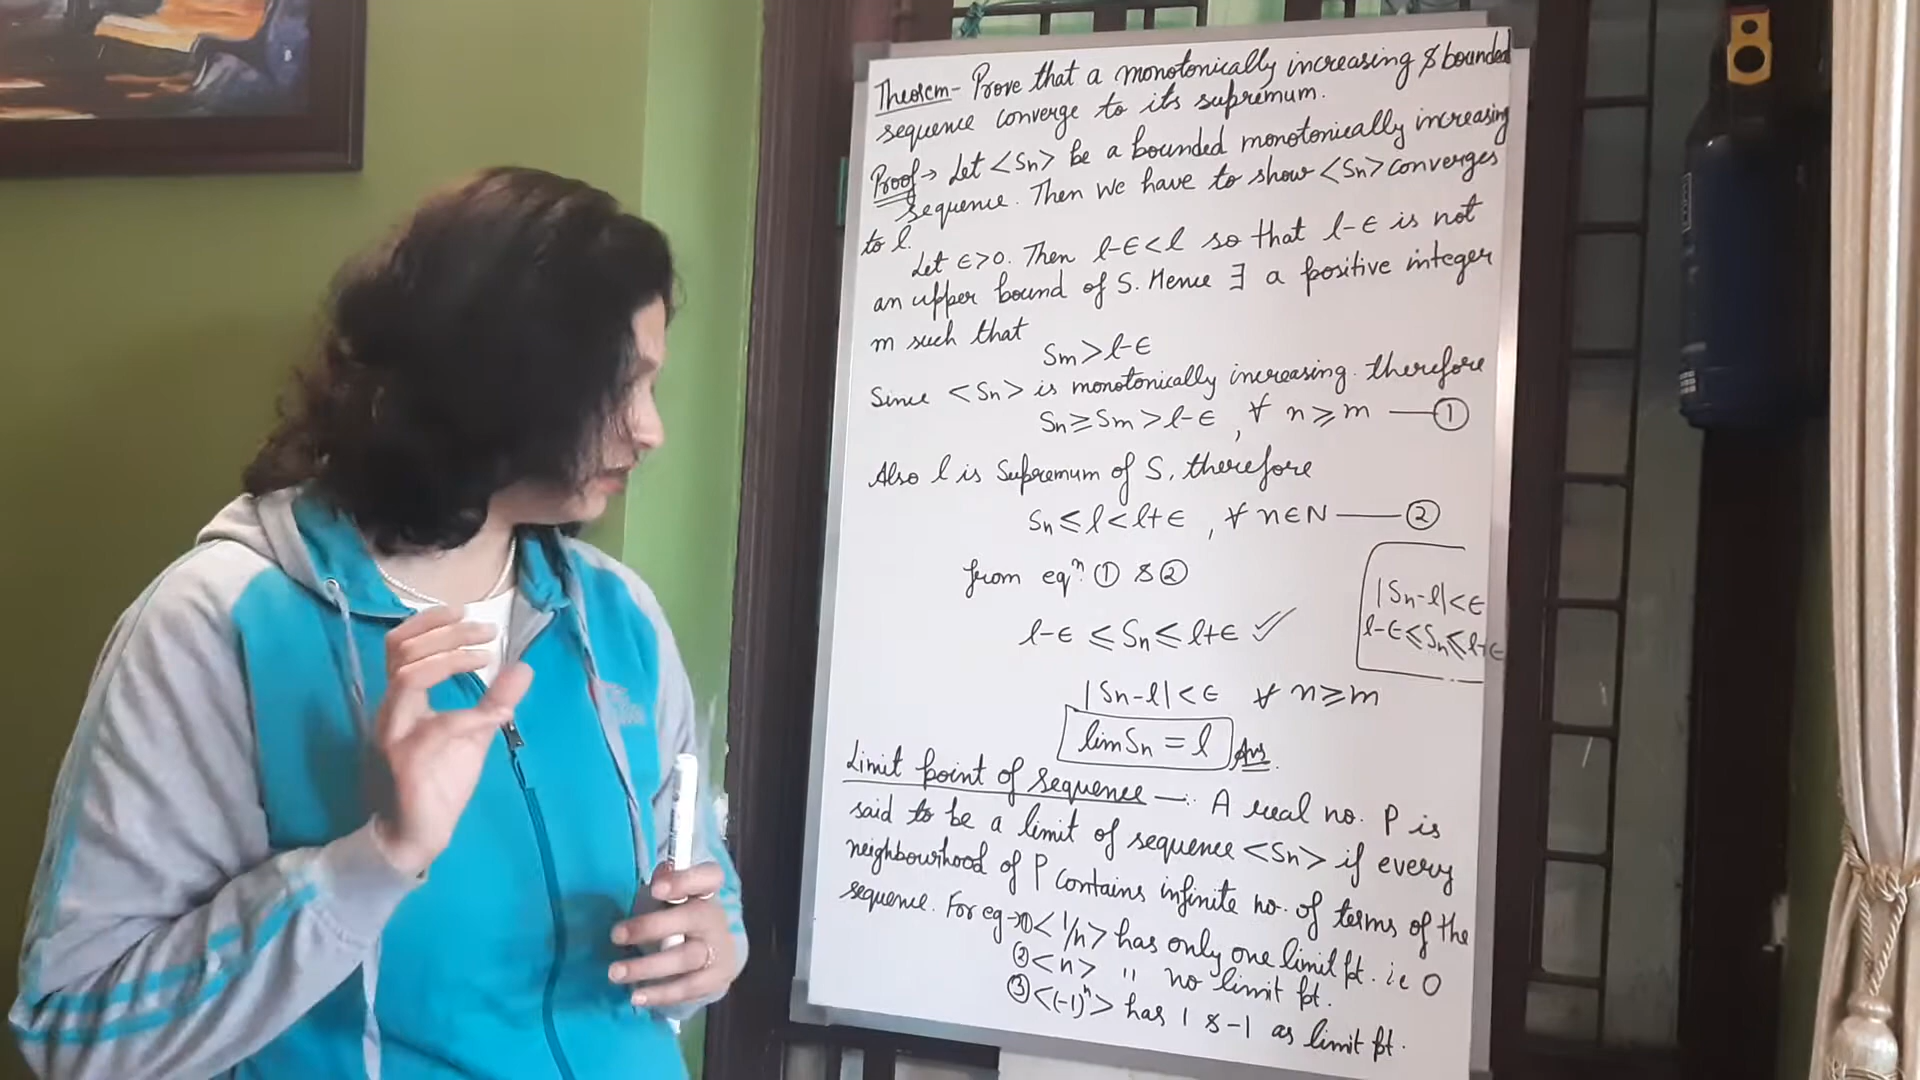 Theorem - Prove that a monotonically increasing & bounded
sequence converge to its supremum.
Proof → Let <Sn> be a bounded monotonically increasing
sequence. Then We have to show <Sn> converges
to l.
Let ∈>0. Then l-∈<l so that l-∈ is not
an upper bound of S. Hence ∃ a positive integer
m such that
Sm>l-∈
Since <Sn> is monotonically increasing. therefore
Sn≥Sm>l-∈, ∀ n≥m — ①
Also l is Supremum of S, therefore
Sn≤l<l+∈, ∀ n∈N — ②
from eqⁿ. ① & ②
l-∈ ≤ Sn ≤ l+∈ ✓
|Sn-l|<∈
l-∈≤Sn≤l+∈
|Sn-l|<∈ ∀ n≥m
lim Sn = l Ans.
Limit point of sequence —: A real no. P is
said to be a limit of sequence <Sn> if every
neighbourhood of P contains infinite no. of terms of the
sequence. For eg → ① <1/n> has only one limit pt. i.e 0
② <n> " no limit pt.
③ <(-1)ⁿ> has 1 & -1 as limit pt.